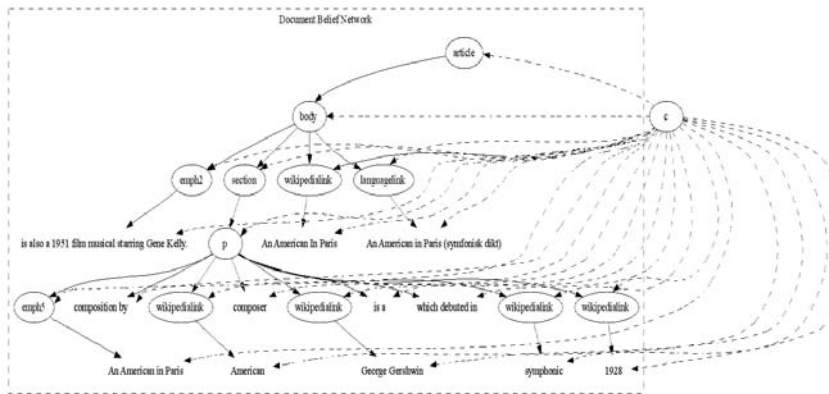 Document Belief Network
article
body
c
emph2 section wikipedialink languagelink
is also a 1951 film musical starring Gene Kelly. p An American In Paris An American in Paris (symfonisk dikt)
emph5 composition by wikipedialink composer wikipedialink is a which debuted in wikipedialink wikipedialink
An American in Paris American George Gershwin symphonic 1928